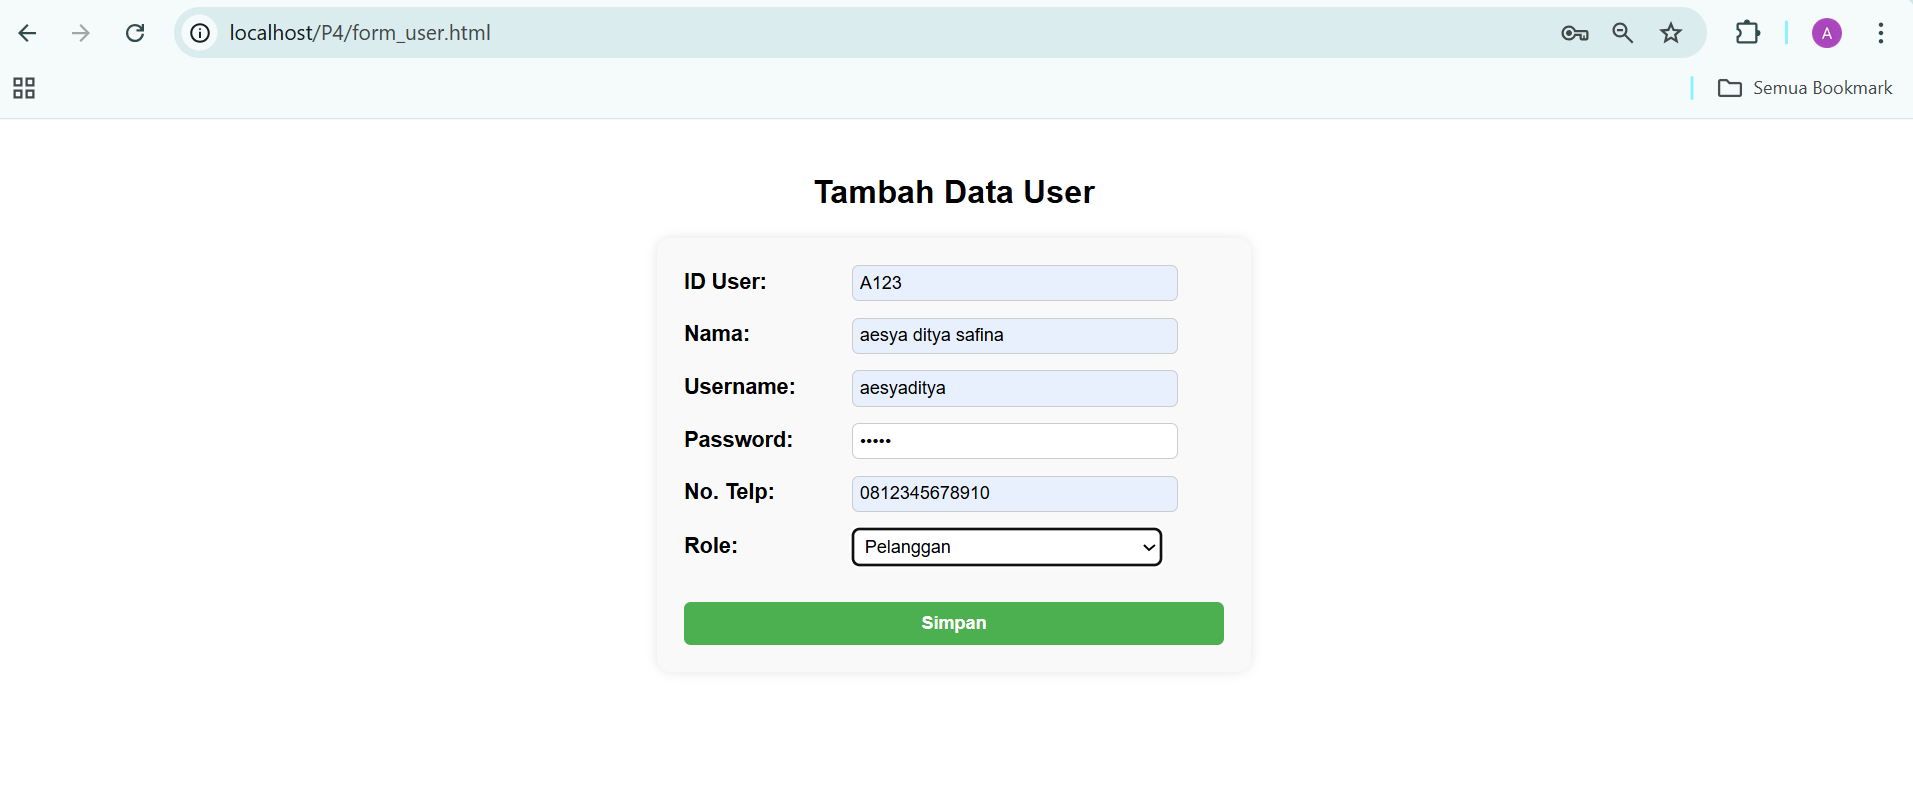 localhost/P4/form_user.html
A
Semua Bookmark
Tambah Data User
ID User: A123
Nama: aesya ditya safina
Username: aesyaditya
Password: •••••
No. Telp: 0812345678910
Role: Pelanggan
Simpan